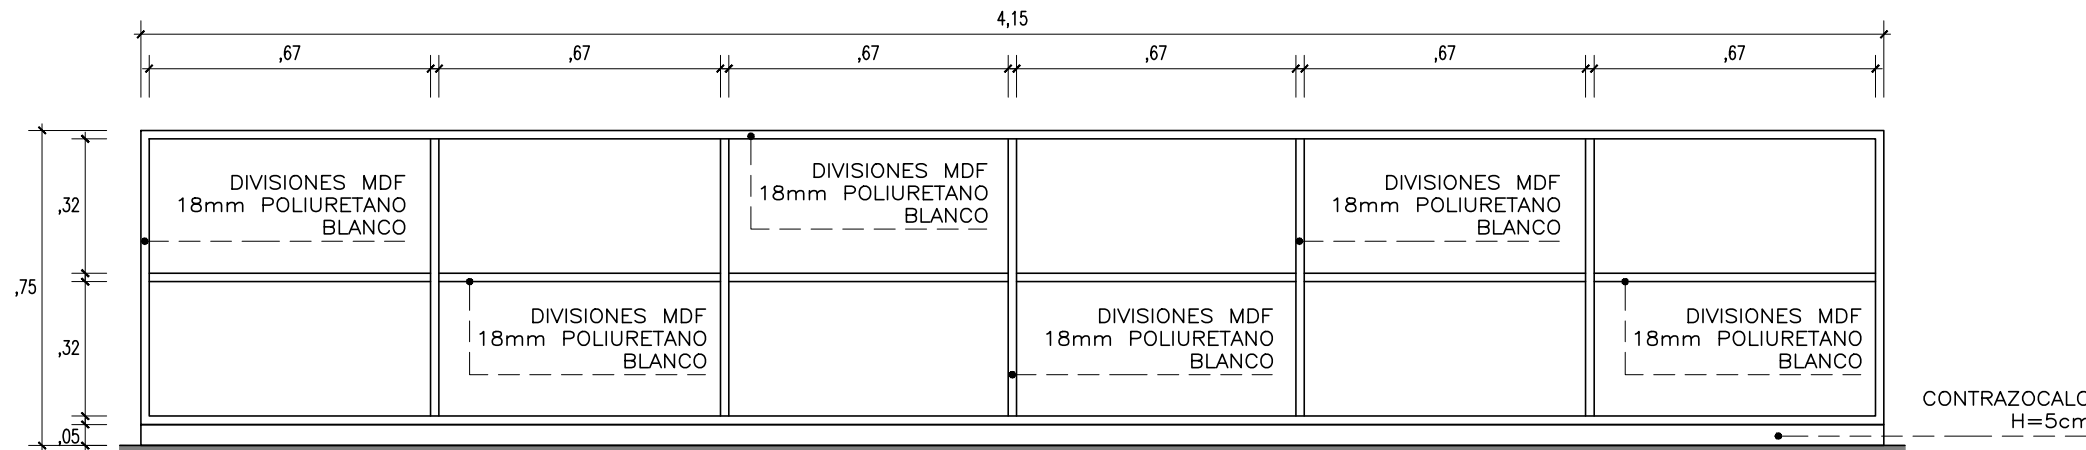 4,15
,67
,67
,67
,67
,67
,67
DIVISIONES MDF
18mm POLIURETANO
BLANCO
DIVISIONES MDF
18mm POLIURETANO
BLANCO
DIVISIONES MDF
18mm POLIURETANO
BLANCO
,32
,75
DIVISIONES MDF
18mm POLIURETANO
BLANCO
DIVISIONES MDF
18mm POLIURETANO
BLANCO
DIVISIONES MDF
18mm POLIURETANO
BLANCO
,32
CONTRAZOCALO
H=5cm
,05